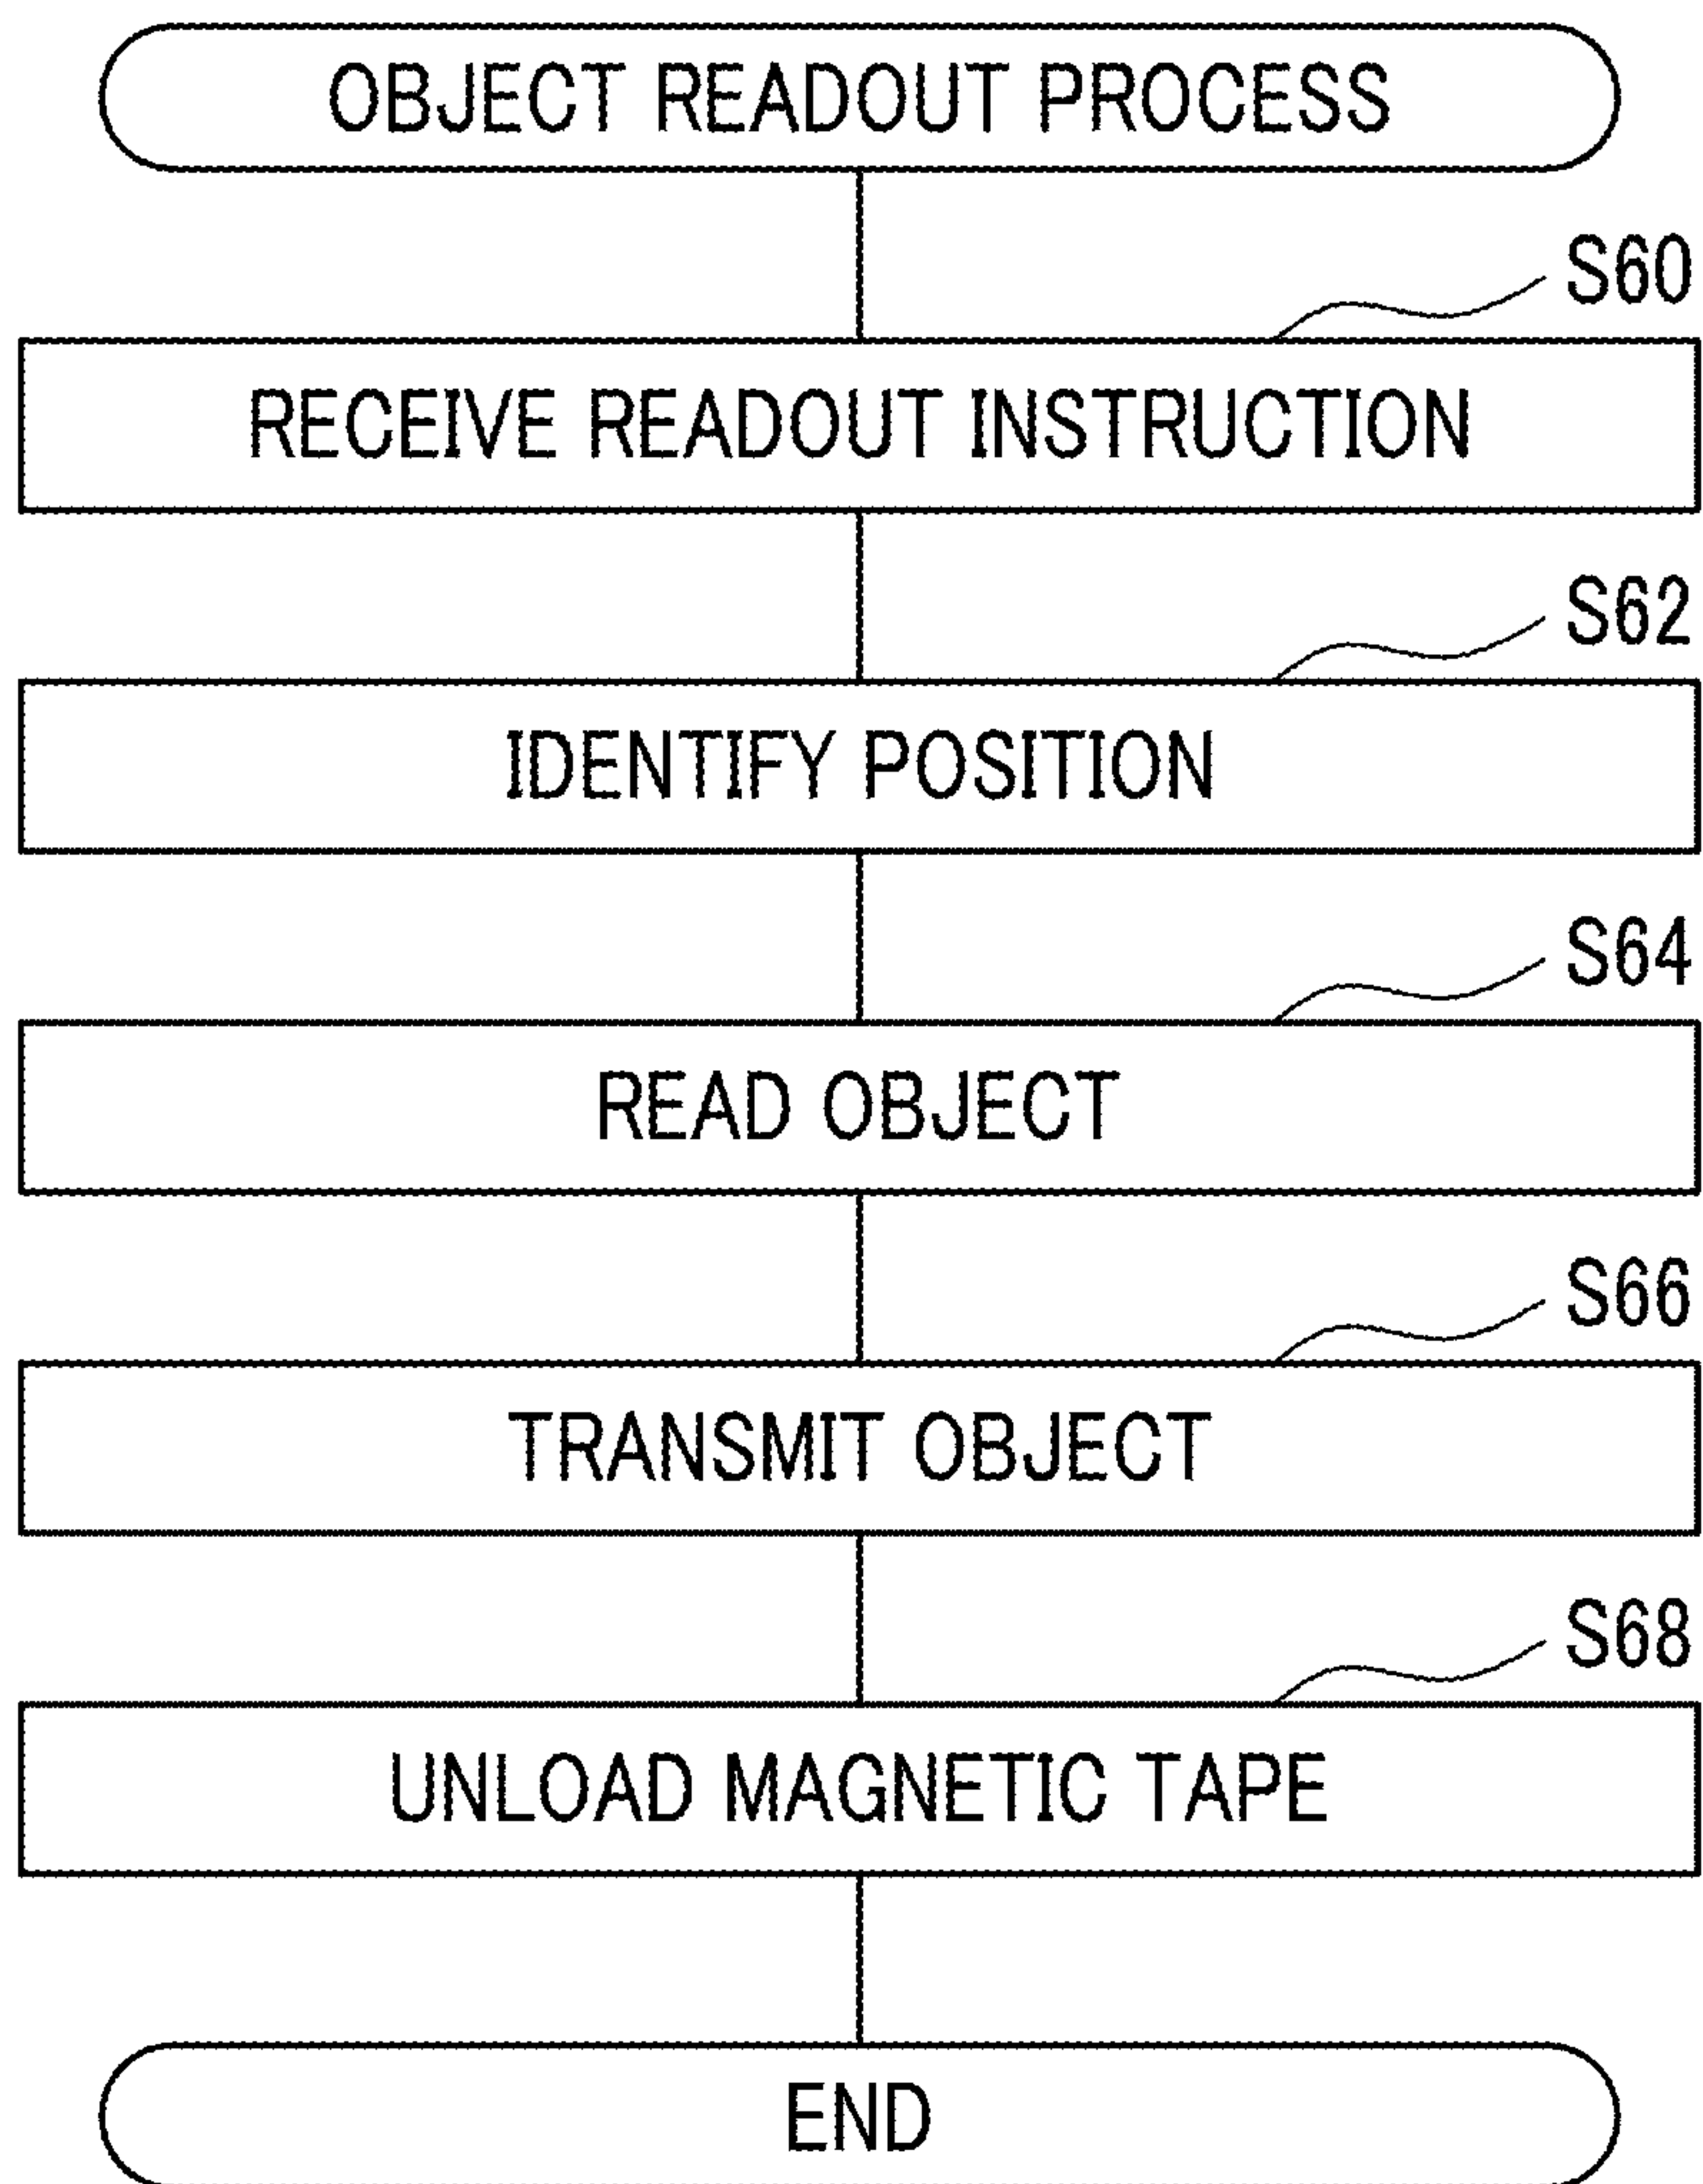 OBJECT READOUT PROCESS
S60
RECEIVE READOUT INSTRUCTION
S62
IDENTIFY POSITION
S64
READ OBJECT
S66
TRANSMIT OBJECT
S68
UNLOAD MAGNETIC TAPE
END